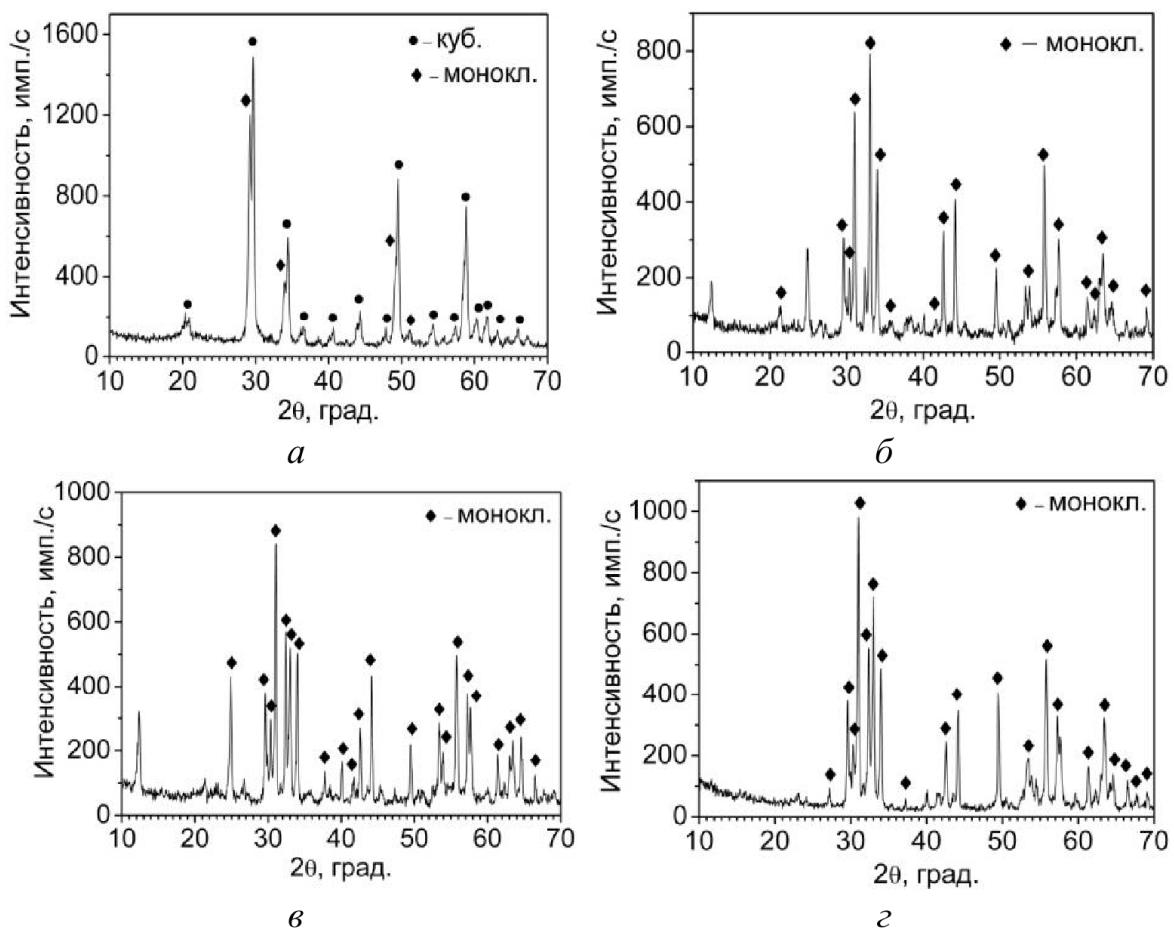 Интенсивность, имп./с
1600
1200
800
400
0
● – куб.
♦ – монокл.
10 20 30 40 50 60 70
2θ, град.
а
Интенсивность, имп./с
800
600
400
200
0
♦ – монокл.
10 20 30 40 50 60 70
2θ, град.
б
Интенсивность, имп./с
1000
800
600
400
200
0
♦ – монокл.
10 20 30 40 50 60 70
2θ, град.
в
Интенсивность, имп./с
1000
800
600
400
200
0
♦ – монокл.
10 20 30 40 50 60 70
2θ, град.
г